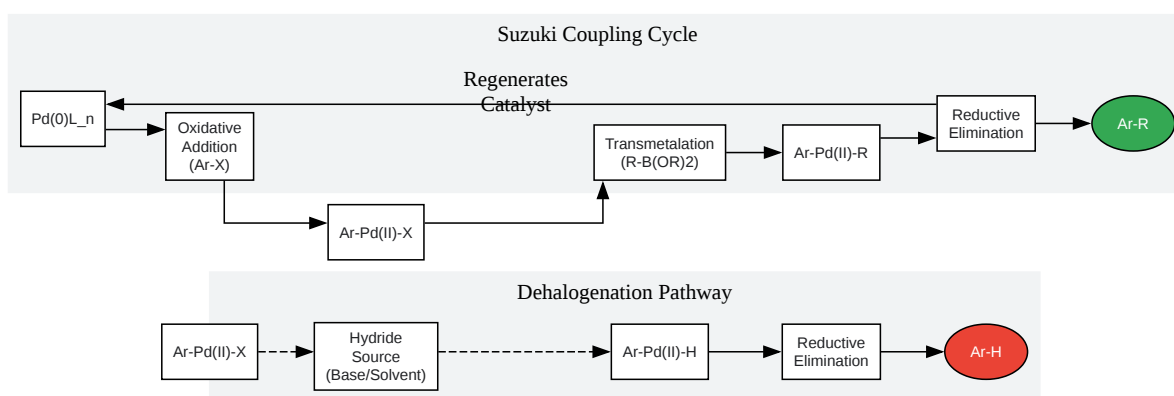 Suzuki Coupling Cycle
Regenerates
Catalyst
Pd(0)L_n
Oxidative
Addition
(Ar-X)
Ar-Pd(II)-X
Transmetalation
(R-B(OR)2)
Ar-Pd(II)-R
Reductive
Elimination
Ar-R
Dehalogenation Pathway
Ar-Pd(II)-X
Hydride
Source
(Base/Solvent)
Ar-Pd(II)-H
Reductive
Elimination
Ar-H